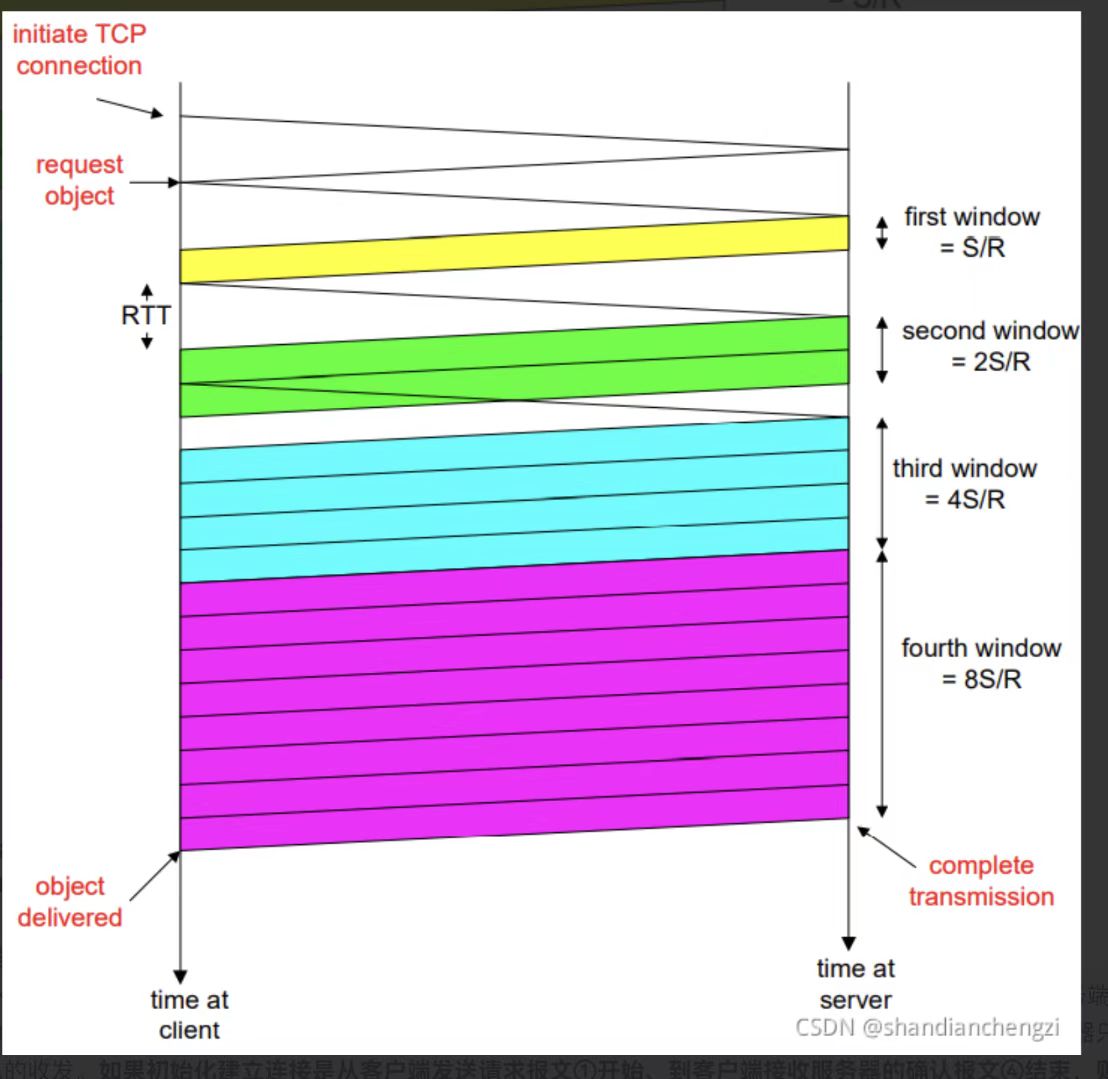 = S/R
initiate TCP
connection
request
object
first window
= S/R
RTT
second window
= 2S/R
third window
= 4S/R
fourth window
= 8S/R
object
delivered
complete
transmission
time at
client
time at
server
CSDN @shandianchengzi
端
的收发。如果初始化建立连接是从客户端发送请求报文①开始，到客户端接收服务器的确认报文④结束，